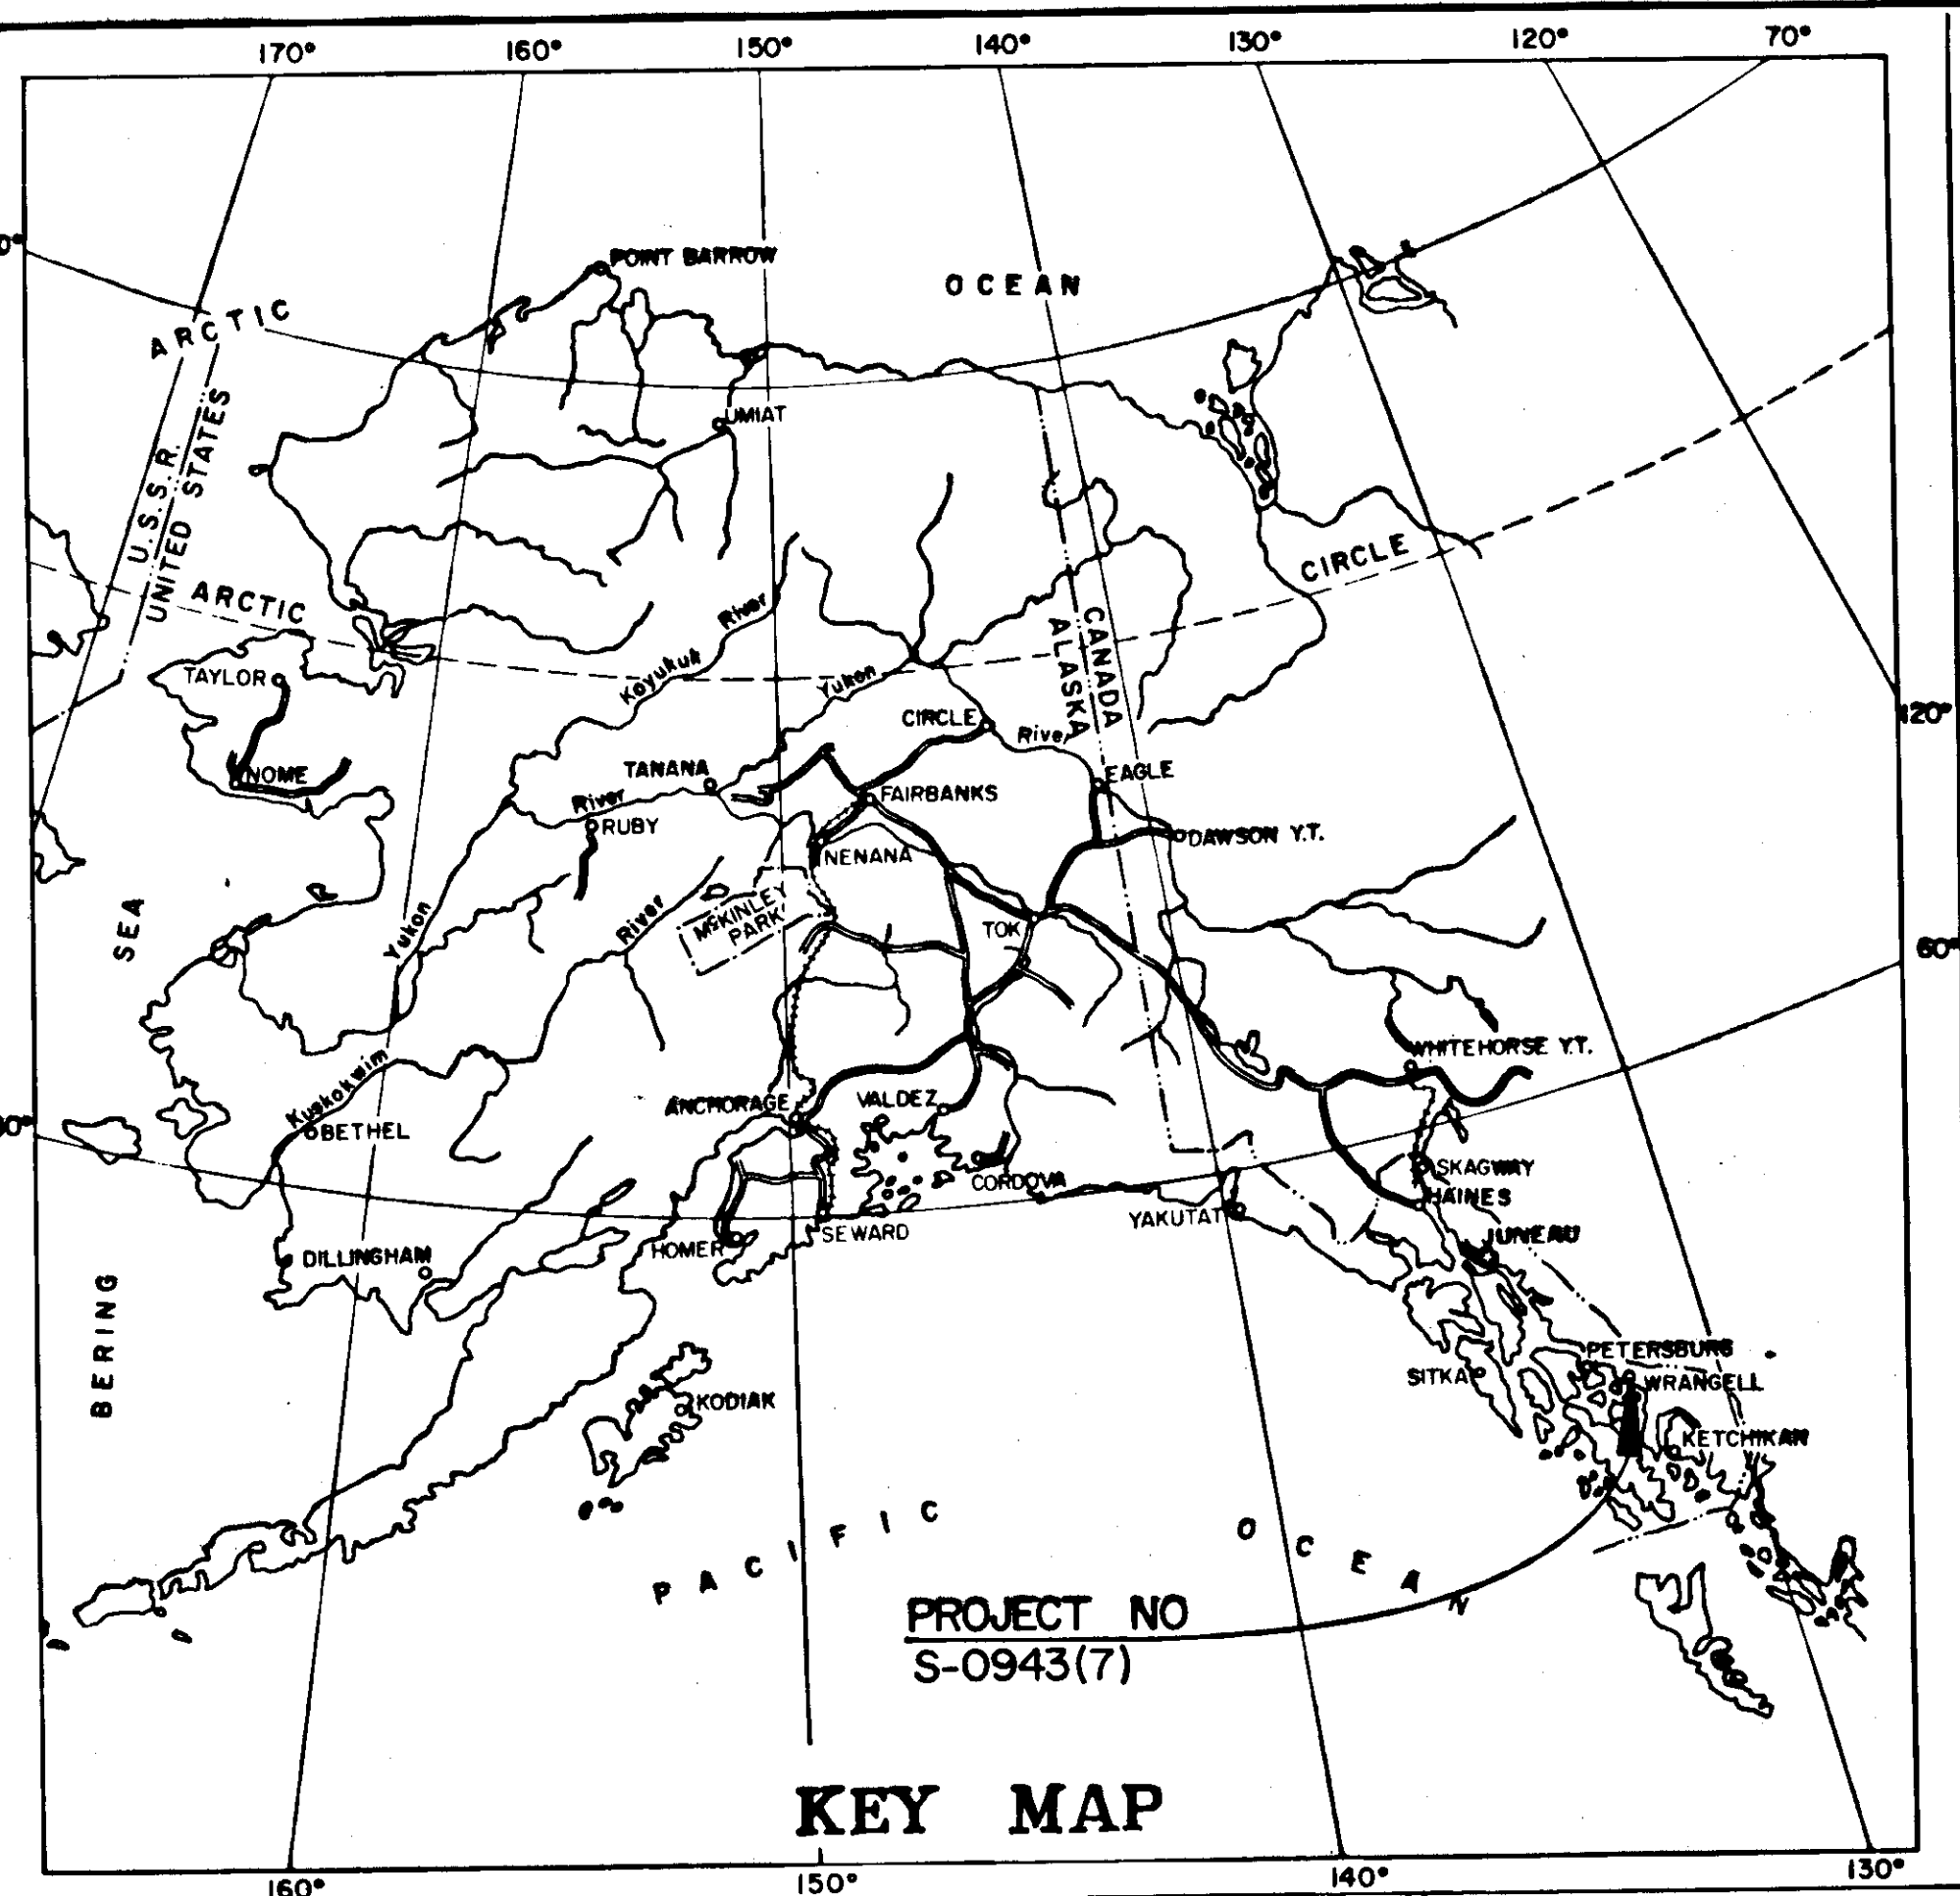 170° 160° 150° 140° 130° 120° 70°
POINT BARROW
OCEAN
ARCTIC
UMIAT
U.S.S.R.
UNITED STATES
CIRCLE
ARCTIC
River
Koyukuk
Yukon
CANADA
ALASKA
TAYLOR
CIRCLE
River
120°
NOME
TANANA
EAGLE
FAIRBANKS
River
RUBY
DAWSON Y.T.
NENANA
McKINLEY
PARK
River
Yukon
TOK
SEA
60°
WHITEHORSE Y.T.
Kuskokwim
ANCHORAGE
VALDEZ
BETHEL
SKAGWAY
CORDOVA
HAINES
YAKUTAT
SEWARD
JUNEAU
HOMER
DILLINGHAM
BERING
PETERSBURG
SITKA
WRANGELL
KODIAK
KETCHIKAN
PACIFIC OCEAN
PROJECT NO
S-0943(7)
KEY MAP
160° 150° 140° 130°